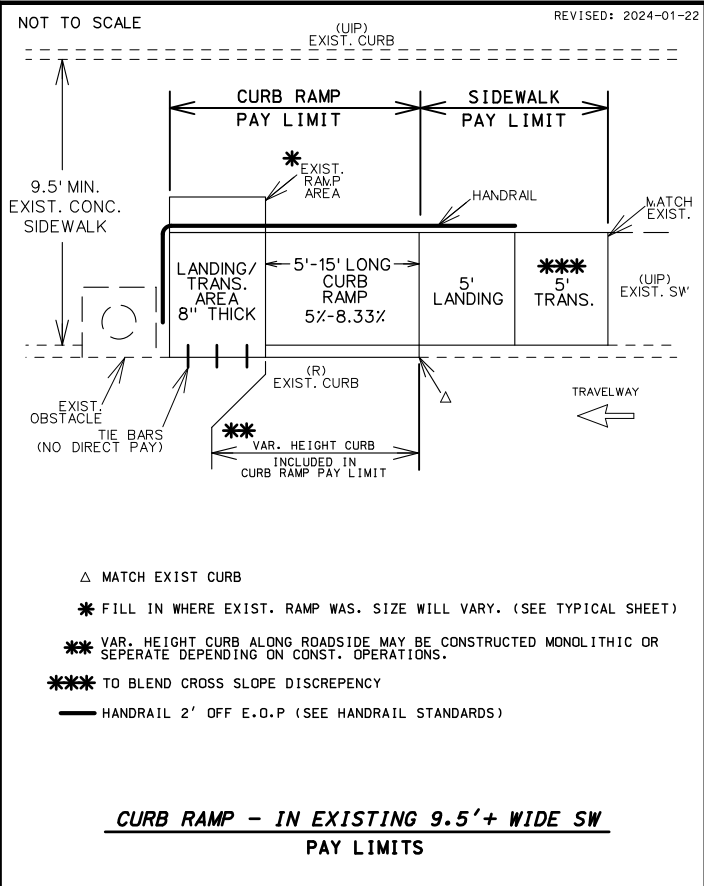 NOT TO SCALE
REVISED: 2024-01-22
(UIP)
EXIST. CURB
CURB RAMP
PAY LIMIT
SIDEWALK
PAY LIMIT
9.5' MIN.
EXIST. CONC.
SIDEWALK
EXIST.
RAMP
AREA
HANDRAIL
MATCH
EXIST.
LANDING/
TRANS.
AREA
8" THICK
5'-15' LONG
CURB
RAMP
5%-8.33%
5'
LANDING
5'
TRANS.
(UIP)
EXIST. SW
(R)
EXIST. CURB
EXIST.
OBSTACLE
TIE BARS
(NO DIRECT PAY)
TRAVELWAY
VAR. HEIGHT CURB
INCLUDED IN
CURB RAMP PAY LIMIT
△ MATCH EXIST CURB
* FILL IN WHERE EXIST. RAMP WAS. SIZE WILL VARY. (SEE TYPICAL SHEET)
** VAR. HEIGHT CURB ALONG ROADSIDE MAY BE CONSTRUCTED MONOLITHIC OR
SEPERATE DEPENDING ON CONST. OPERATIONS.
*** TO BLEND CROSS SLOPE DISCREPENCY
HANDRAIL 2' OFF E.O.P (SEE HANDRAIL STANDARDS)
CURB RAMP - IN EXISTING 9.5'+ WIDE SW
PAY LIMITS